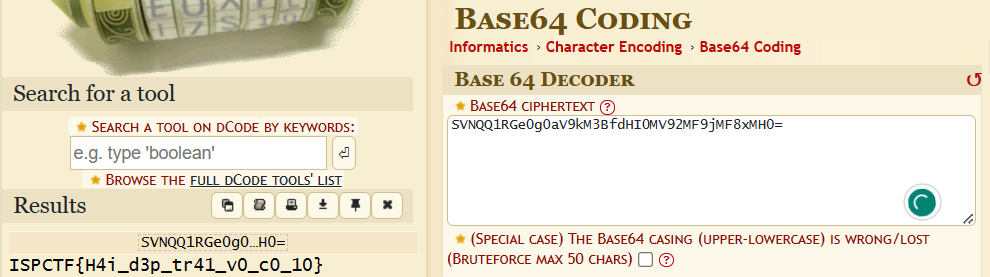 BASE64 CODING
Informatics › Character Encoding › Base64 Coding
Search for a tool
★ SEARCH A TOOL ON DCODE BY KEYWORDS:
e.g. type 'boolean'
★ BROWSE THE FULL DCODE TOOLS' LIST
Results
SVNQQ1RGe0g0…H0=
ISPCTF{H4i_d3p_tr41_v0_c0_10}
BASE 64 DECODER
★ BASE64 CIPHERTEXT ?
SVNQQ1RGe0g0aV9kM3BfdHI0MV92MF9jMF8xMH0=
★ (SPECIAL CASE) THE BASE64 CASING (UPPER-LOWERCASE) IS WRONG/LOST
(BRUTEFORCE MAX 50 CHARS) ?